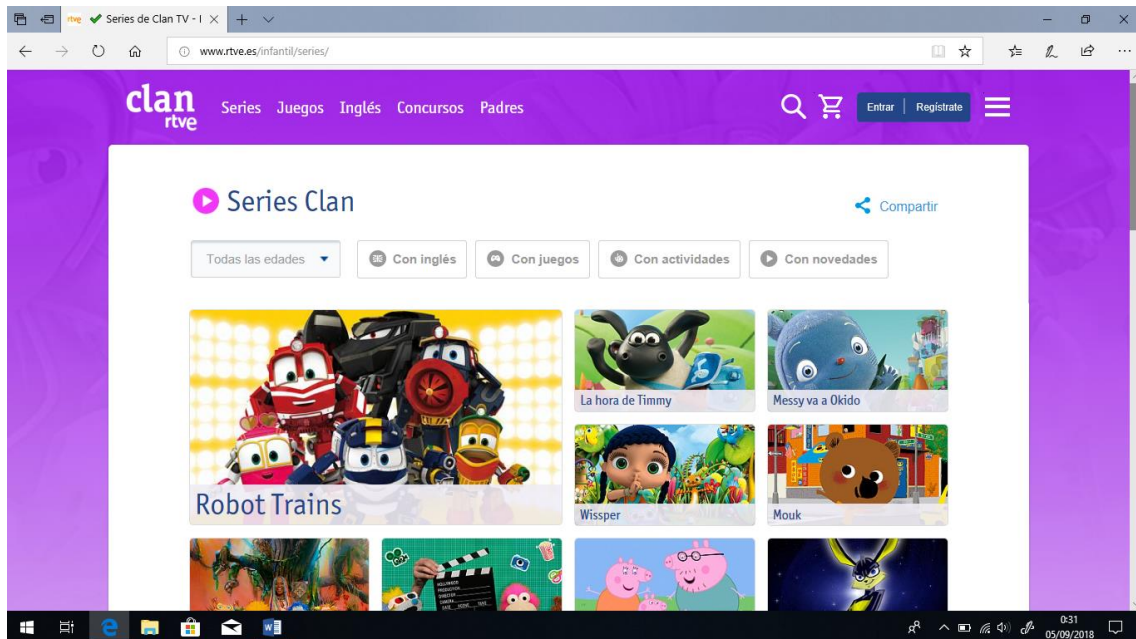 rtve ✔ Series de Clan TV - I
www.rtve.es/infantil/series/
clan
rtve
Series Juegos Inglés Concursos Padres
Entrar | Regístrate
Series Clan
Compartir
Todas las edades
Con inglés
Con juegos
Con actividades
Con novedades
Robot Trains
La hora de Timmy
Messy va a Okido
Wissper
Mouk
0:31
05/09/2018